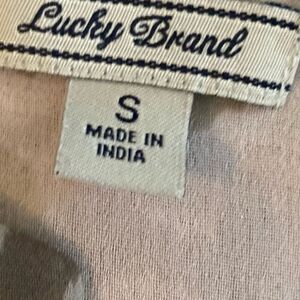 Lucky Brand
S
MADE IN
INDIA